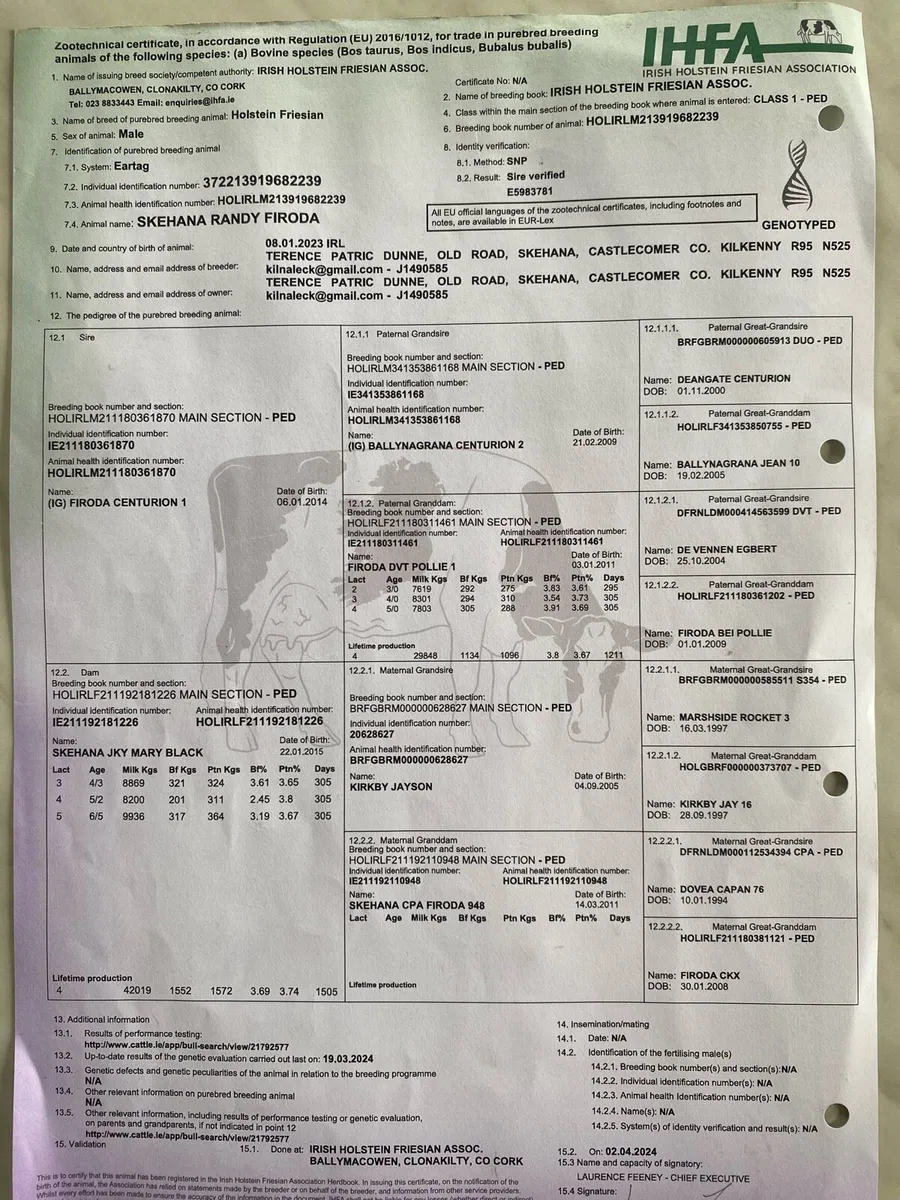 Zootechnical certificate, in accordance with Regulation (EU) 2016/1012, for trade in purebred breeding
animals of the following species: (a) Bovine species (Bos taurus, Bos indicus, Bubalus bubalis)
IHFA
IRISH HOLSTEIN FRIESIAN ASSOCIATION
1. Name of issuing breed society/competent authority: IRISH HOLSTEIN FRIESIAN ASSOC.
BALLYMACOWEN, CLONAKILTY, CO CORK
Tel: 023 8833443 Email: enquiries@ihfa.ie
Certificate No: N/A
2. Name of breeding book: IRISH HOLSTEIN FRIESIAN ASSOC.
3. Name of breed of purebred breeding animal: Holstein Friesian
4. Class within the main section of the breeding book where animal is entered: CLASS 1 - PED
5. Sex of animal: Male
6. Breeding book number of animal: HOLIRLM213919682239
7. Identification of purebred breeding animal
7.1. System: Eartag
7.2. Individual identification number: 372213919682239
7.3. Animal health identification number: HOLIRLM213919682239
7.4. Animal name: SKEHANA RANDY FIRODA
8. Identity verification:
8.1. Method: SNP
8.2. Result: Sire verified
E5983781
All EU official languages of the zootechnical certificates, including footnotes and
notes, are available in EUR-Lex
GENOTYPED
9. Date and country of birth of animal: 08.01.2023 IRL
10. Name, address and email address of breeder: TERENCE PATRIC DUNNE, OLD ROAD, SKEHANA, CASTLECOMER CO. KILKENNY R95 N525
kilnaleck@gmail.com - J1490585
11. Name, address and email address of owner: TERENCE PATRIC DUNNE, OLD ROAD, SKEHANA, CASTLECOMER CO. KILKENNY R95 N525
kilnaleck@gmail.com - J1490585
12. The pedigree of the purebred breeding animal:
12.1 Sire
Breeding book number and section:
HOLIRLM211180361870 MAIN SECTION - PED
Individual identification number:
IE211180361870
Animal health identification number:
HOLIRLM211180361870
Name: Date of Birth:
(IG) FIRODA CENTURION 1 06.01.2014
12.1.1 Paternal Grandsire
Breeding book number and section:
HOLIRLM341353861168 MAIN SECTION - PED
Individual identification number:
IE341353861168
Animal health identification number:
HOLIRLM341353861168
Name: Date of Birth:
(IG) BALLYNAGRANA CENTURION 2 21.02.2009
12.1.2. Paternal Granddam:
Breeding book number and section:
HOLIRLF211180311461 MAIN SECTION - PED
Individual identification number: Animal health identification number:
IE211180311461 HOLIRLF211180311461
Name: Date of Birth:
FIRODA DVT POLLIE 1 03.01.2011
Lact Age Milk Kgs Bf Kgs Ptn Kgs Bf% Ptn% Days
2 3/0 7619 292 275 3.83 3.61 295
3 4/0 8301 294 310 3.54 3.73 305
4 5/0 7803 305 288 3.91 3.69 305
Lifetime production
4 29848 1134 1096 3.8 3.67 1211
12.1.1.1. Paternal Great-Grandsire
BRFGBRM000000605913 DUO - PED
Name: DEANGATE CENTURION
DOB: 01.11.2000
12.1.1.2. Paternal Great-Granddam
HOLIRLF341353850755 - PED
Name: BALLYNAGRANA JEAN 10
DOB: 19.02.2005
12.1.2.1. Paternal Great-Grandsire
DFRNLDM000414563599 DVT - PED
Name: DE VENNEN EGBERT
DOB: 25.10.2004
12.1.2.2. Paternal Great-Granddam
HOLIRLF211180361202 - PED
Name: FIRODA BEI POLLIE
DOB: 01.01.2009
12.2. Dam
Breeding book number and section:
HOLIRLF211192181226 MAIN SECTION - PED
Individual identification number: Animal health identification number:
IE211192181226 HOLIRLF211192181226
Name: Date of Birth:
SKEHANA JKY MARY BLACK 22.01.2015
Lact Age Milk Kgs Bf Kgs Ptn Kgs Bf% Ptn% Days
3 4/3 8869 321 324 3.61 3.65 305
4 5/2 8200 201 311 2.45 3.8 305
5 6/5 9936 317 364 3.19 3.67 305
Lifetime production
4 42019 1552 1572 3.69 3.74 1505
12.2.1. Maternal Grandsire
Breeding book number and section:
BRFGBRM000000628627 MAIN SECTION - PED
Individual identification number:
20628627
Animal health identification number:
BRFGBRM000000628627
Name: Date of Birth:
KIRKBY JAYSON 04.09.2005
12.2.2. Maternal Granddam
Breeding book number and section:
HOLIRLF211192110948 MAIN SECTION - PED
Individual identification number: Animal health identification number:
IE211192110948 HOLIRLF211192110948
Name: Date of Birth:
SKEHANA CPA FIRODA 948 14.03.2011
Lact Age Milk Kgs Bf Kgs Ptn Kgs Bf% Ptn% Days
Lifetime production
12.2.1.1. Maternal Great-Grandsire
BRFGBRM000000585511 S354 - PED
Name: MARSHSIDE ROCKET 3
DOB: 16.03.1997
12.2.1.2. Maternal Great-Granddam
HOLGBRF000000373707 - PED
Name: KIRKBY JAY 16
DOB: 28.09.1997
12.2.2.1. Maternal Great-Grandsire
DFRNLDM000112534394 CPA - PED
Name: DOVEA CAPAN 76
DOB: 10.01.1994
12.2.2.2. Maternal Great-Granddam
HOLIRLF211180381121 - PED
Name: FIRODA CKX
DOB: 30.01.2008
13. Additional information
13.1. Results of performance testing:
http://www.cattle.ie/app/bull-search/view/21792577
13.2. Up-to-date results of the genetic evaluation carried out last on: 19.03.2024
13.3. Genetic defects and genetic peculiarities of the animal in relation to the breeding programme
N/A
13.4. Other relevant information on purebred breeding animal
N/A
13.5. Other relevant information, including results of performance testing or genetic evaluation,
on parents and grandparents, if not indicated in point 12
http://www.cattle.ie/app/bull-search/view/21792577
14. Insemination/mating
14.1. Date: N/A
14.2. Identification of the fertilising male(s)
14.2.1. Breeding book number(s) and section(s):N/A
14.2.2. Individual identification number(s): N/A
14.2.3. Animal Health Identification number(s): N/A
14.2.4. Name(s): N/A
14.2.5. System(s) of identity verification and result(s): N/A
15. Validation
15.1. Done at: IRISH HOLSTEIN FRIESIAN ASSOC.
BALLYMACOWEN, CLONAKILTY, CO CORK
15.2. On: 02.04.2024
15.3 Name and capacity of signatory:
LAURENCE FEENEY - CHIEF EXECUTIVE
15.4 Signature:
This is to certify that this animal has been registered in the Irish Holstein Friesian Association Herdbook. In issuing this certificate, on the notification of the
birth of the animal, the Association has relied on statements made by the breeder or on behalf of the breeder, and information from other service providers.